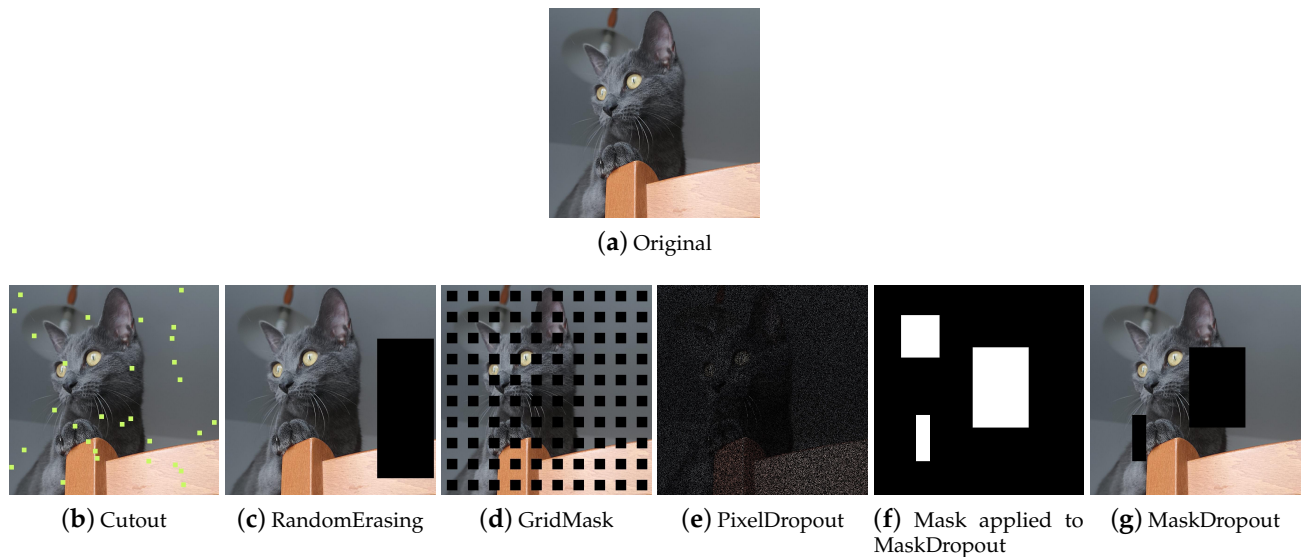 (a) Original
(b) Cutout
(c) RandomErasing
(d) GridMask
(e) PixelDropout
(f) Mask applied to
MaskDropout
(g) MaskDropout